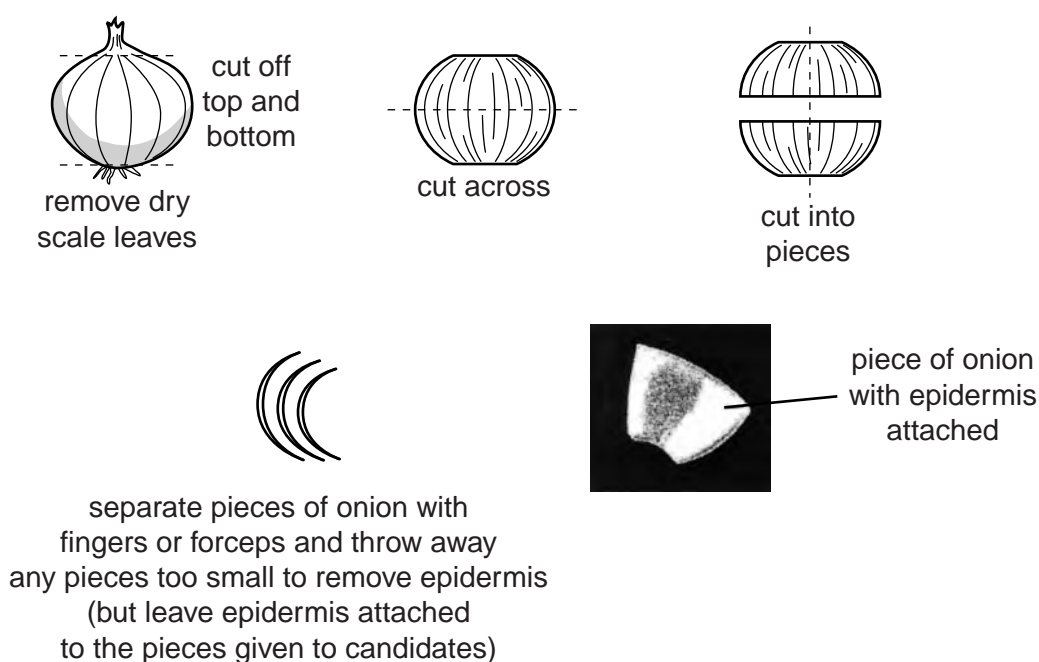 cut off
top and
bottom
remove dry
scale leaves
cut across
cut into
pieces
piece of onion
with epidermis
attached
separate pieces of onion with
fingers or forceps and throw away
any pieces too small to remove epidermis
(but leave epidermis attached
to the pieces given to candidates)